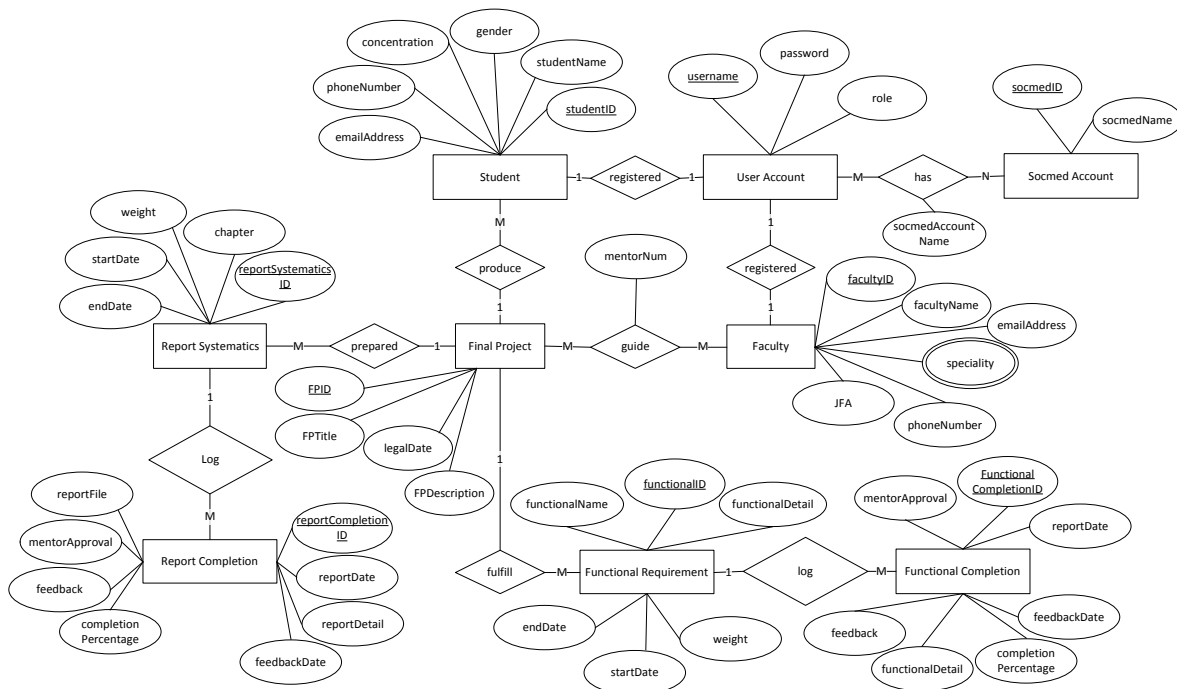 gender
concentration
password
studentName
username
phoneNumber
socmedID
role
studentID
socmedName
emailAddress
Student
1
registered
1
User Account
M
has
N
Socmed Account
weight
M
1
chapter
socmedAccount
Name
startDate
reportSystematics
ID
produce
mentorNum
registered
facultyID
endDate
facultyName
1
1
emailAddress
Report Systematics
M
prepared
1
Final Project
M
guide
M
Faculty
speciality
FPID
1
JFA
FPTitle
legalDate
phoneNumber
Log
1
FPDescription
reportFile
functionalID
Functional
CompletionID
functionalName
functionalDetail
mentorApproval
M
reportCompletion
ID
reportDate
mentorApproval
Report Completion
fulfill
M
Functional Requirement
1
log
M
Functional Completion
reportDate
feedback
feedbackDate
reportDetail
endDate
weight
feedback
completion
Percentage
completion
Percentage
feedbackDate
startDate
functionalDetail